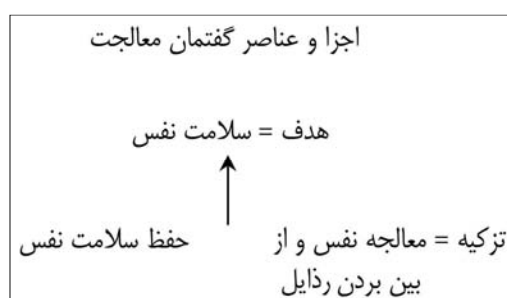 اجزا و عناصر گفتمان معالجت
هدف = سلامت نفس
تزکیه = معالجه نفس و از بین بردن رذایل
حفظ سلامت نفس